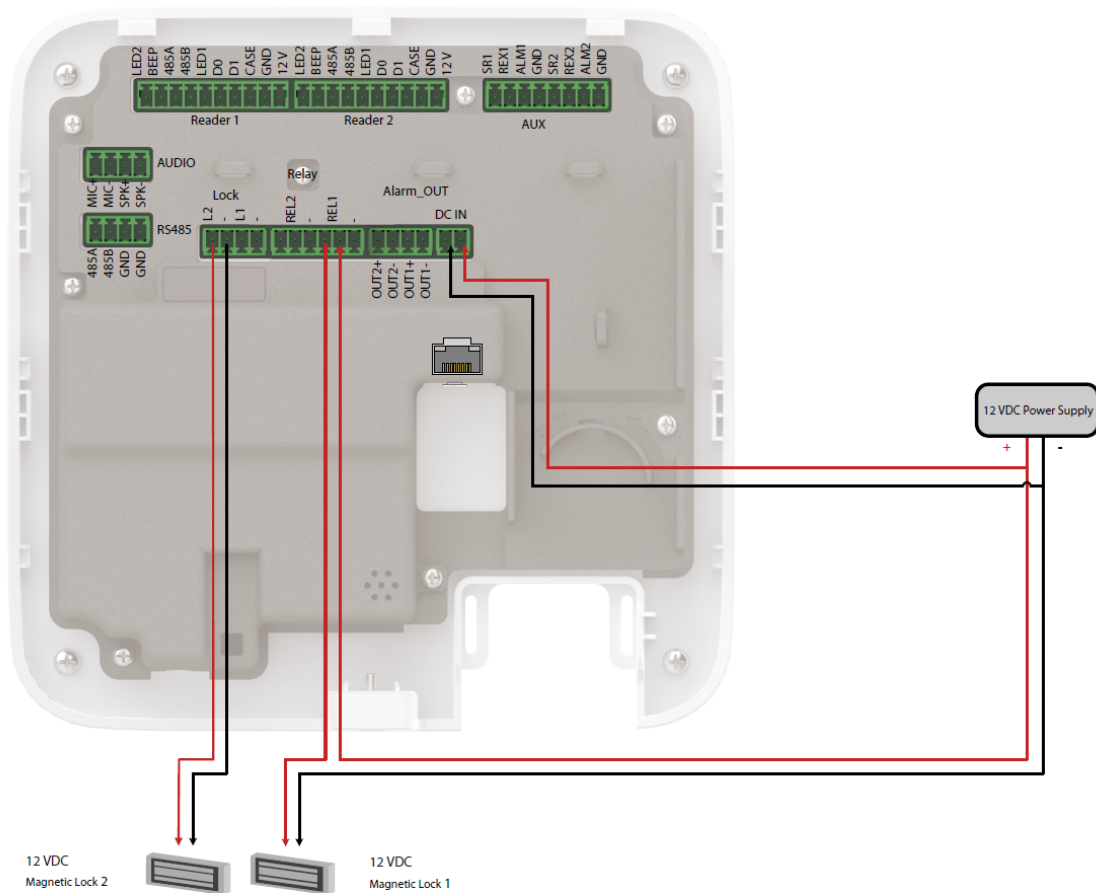 LED2 BEEP 485A 485B LED1 D0 D1 CASE GND 12 V LED2 BEEP 485A 485B LED1 D0 D1 CASE GND 12 V
SR1 REX1 ALM1 GND SR2 REX2 ALM2 GND
Reader 1
Reader 2
AUX
AUDIO
MIC+ MIC- SPK+ SPK-
RS485
485A 485B GND GND
Lock
L2 - L1 -
Relay
REL2 - REL1 -
Alarm_OUT
OUT2+ OUT2- OUT1+ OUT1-
DC IN
12 VDC Power Supply
+ -
12 VDC
Magnetic Lock 2
12 VDC
Magnetic Lock 1